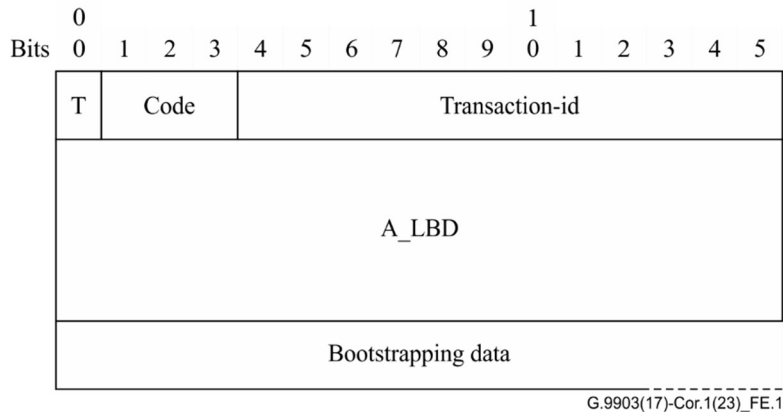 0 1
Bits 0 1 2 3 4 5 6 7 8 9 0 1 2 3 4 5
T Code Transaction-id
A_LBD
Bootstrapping data
G.9903(17)-Cor.1(23)_FE.1